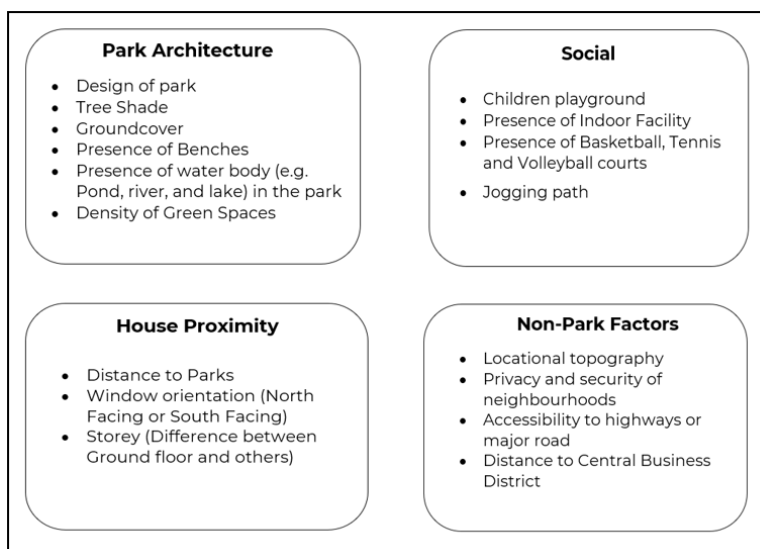 Park Architecture
• Design of park
• Tree Shade
• Groundcover
• Presence of Benches
• Presence of water body (e.g.
Pond, river, and lake) in the park
• Density of Green Spaces
Social
• Children playground
• Presence of Indoor Facility
• Presence of Basketball, Tennis
and Volleyball courts
• Jogging path
House Proximity
• Distance to Parks
• Window orientation (North
Facing or South Facing)
• Storey (Difference between
Ground floor and others)
Non-Park Factors
• Locational topography
• Privacy and security of
neighbourhoods
• Accessibility to highways or
major road
• Distance to Central Business
District